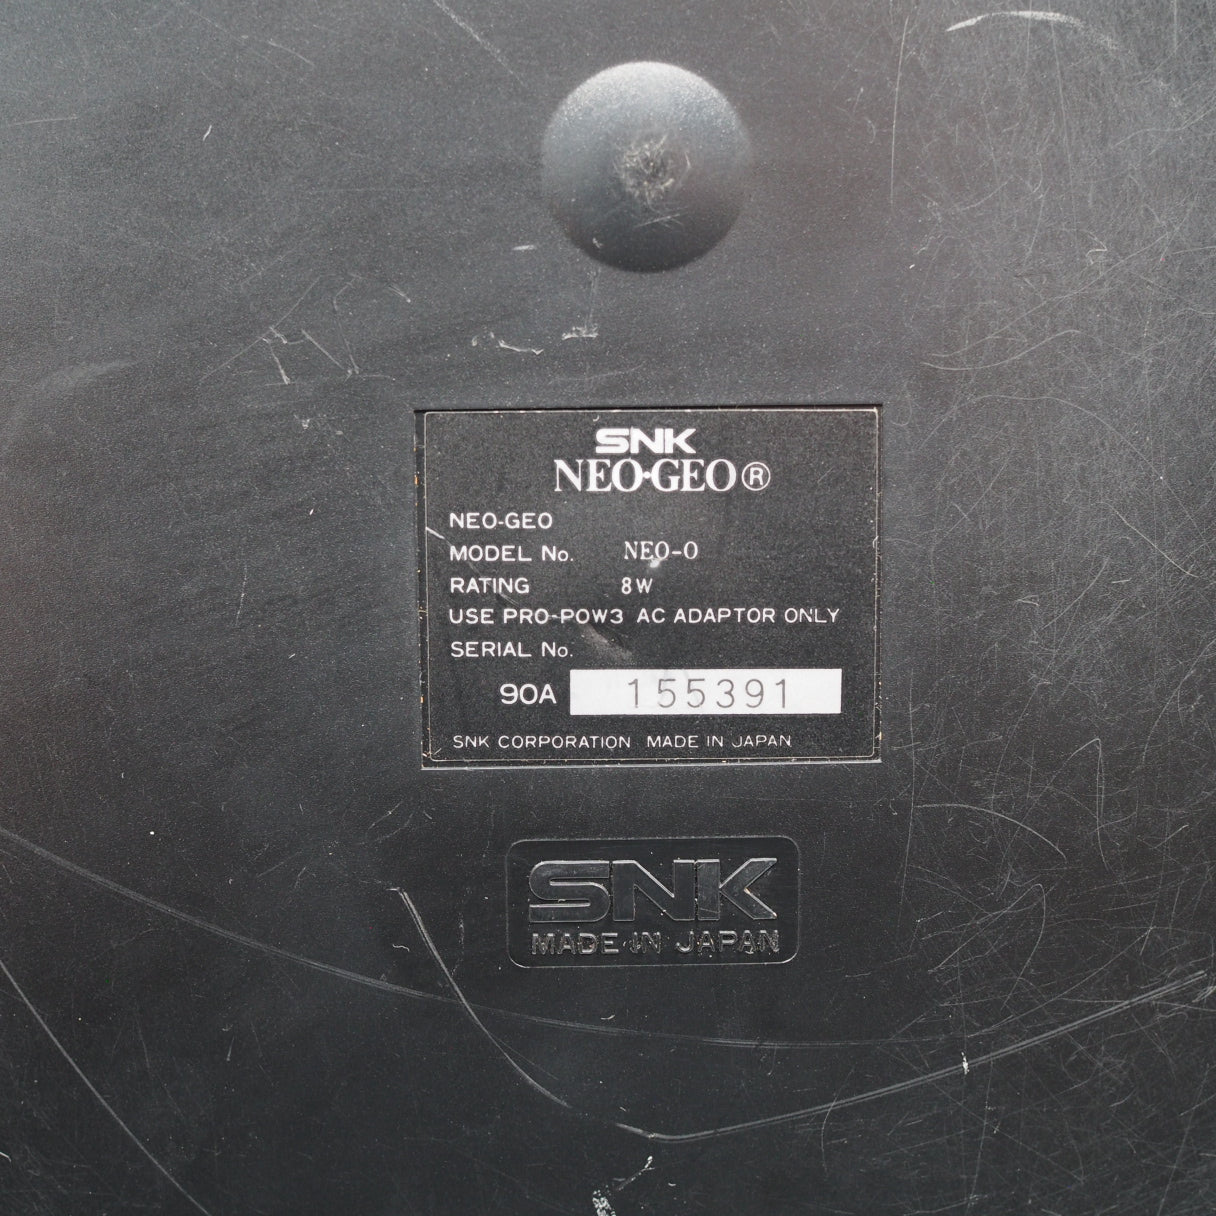 SNK
NEO·GEO®
NEO-GEO
MODEL No. NEO-0
RATING 8W
USE PRO-POW3 AC ADAPTOR ONLY
SERIAL No.
90A 155391
SNK CORPORATION MADE IN JAPAN
SNK
MADE IN JAPAN